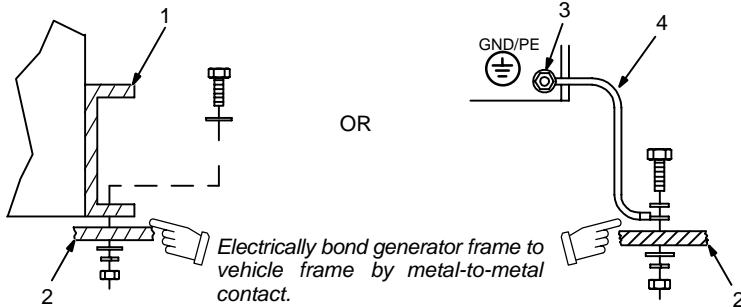 1
3
4
GND/PE
OR
2
Electrically bond generator frame to
vehicle frame by metal-to-metal
contact.
2